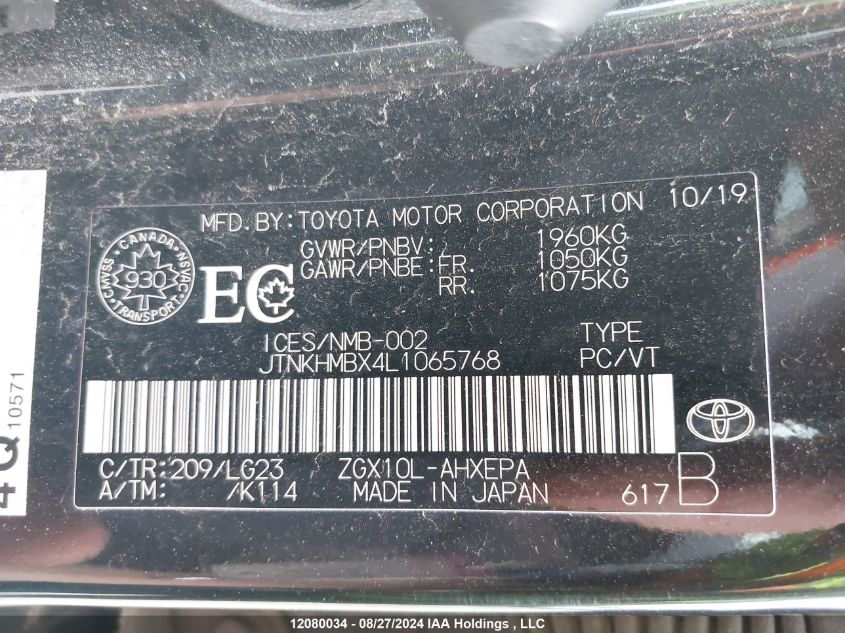 MFD.BY:TOYOTA MOTOR CORPORATION 10/19
GVWR/PNBV: 1960KG
GAWR/PNBE:FR. 1050KG
RR. 1075KG
CANADA
CMVSS 930 NSVAC
TRANSPORT
EC
ICES/NMB-002 TYPE
JTNKHMBX4L1065768 PC/VT
C/TR:209/LG23 ZGX10L-AHXEPA
A/TM: /K114 MADE IN JAPAN 617B
4Q
10571
12080034 - 08/27/2024 IAA Holdings, LLC